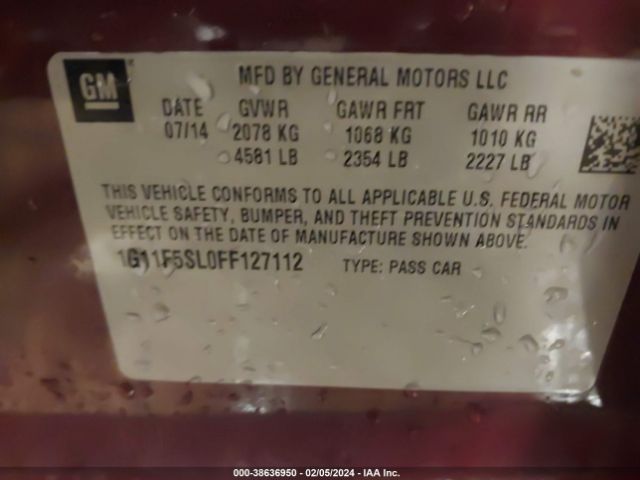 GM
MFD BY GENERAL MOTORS LLC
DATE GVWR GAWR FRT GAWR RR
07/14 2078 KG 1068 KG 1010 KG
4581 LB 2354 LB 2227 LB
THIS VEHICLE CONFORMS TO ALL APPLICABLE U.S. FEDERAL MOTOR
VEHICLE SAFETY, BUMPER, AND THEFT PREVENTION STANDARDS IN
EFFECT ON THE DATE OF MANUFACTURE SHOWN ABOVE.
1G11F5SL0FF127112 TYPE: PASS CAR
000-38636950 — 02/05/2024 — IAA Inc.